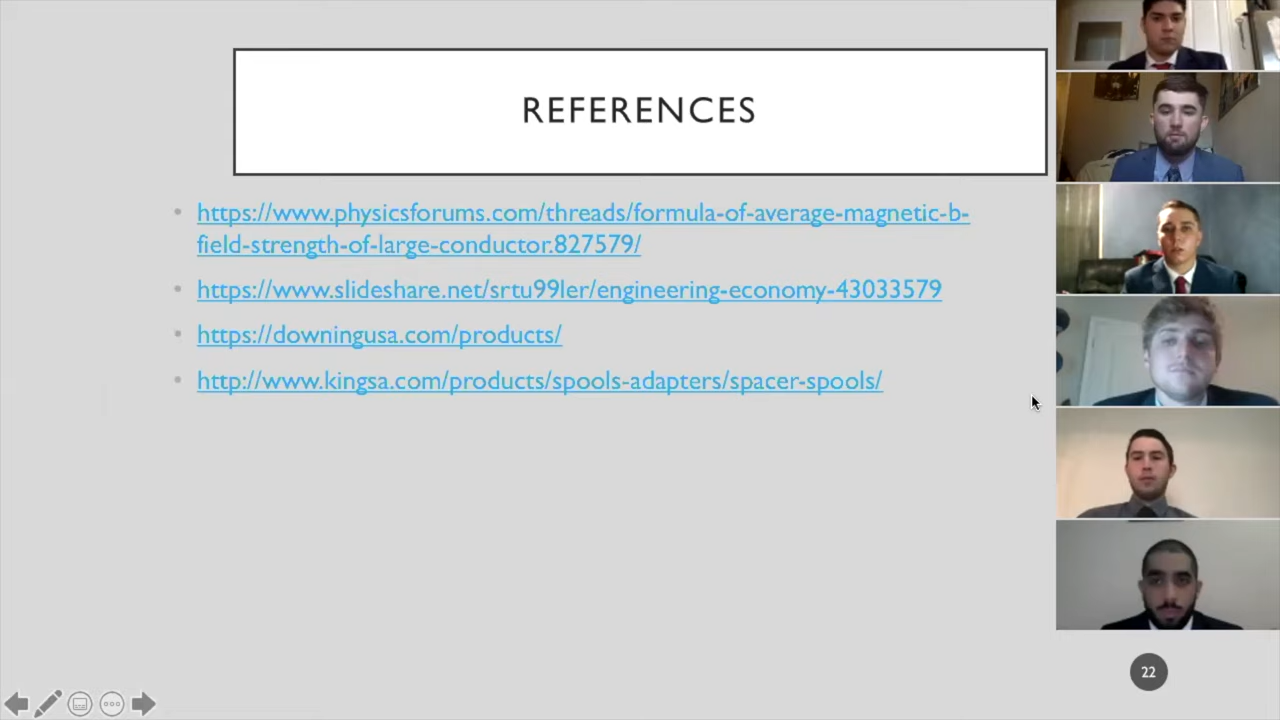 REFERENCES
https://www.physicsforums.com/threads/formula-of-average-magnetic-b-
field-strength-of-large-conductor.827579/
https://www.slideshare.net/srtu99ler/engineering-economy-43033579
https://downingusa.com/products/
http://www.kingsa.com/products/spools-adapters/spacer-spools/
22